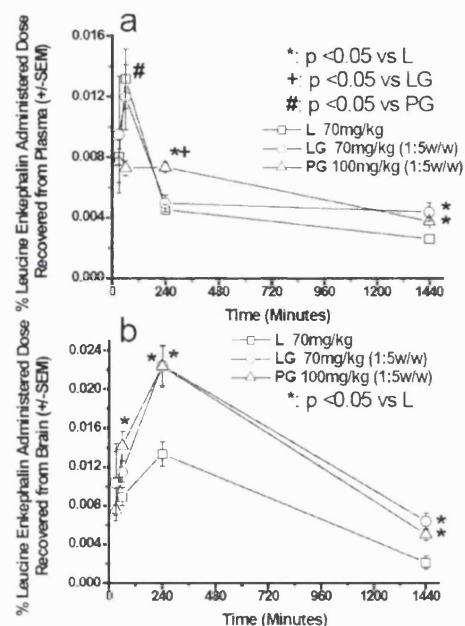 a
% Leucine Enkephalin Administered Dose
Recovered from Plasma (+/-SEM)
0.016
0.012
0.008
0.004
0.000
#
*+
*
*
*: p <0.05 vs L
+: p <0.05 vs LG
#: p <0.05 vs PG
L 70mg/kg
LG 70mg/kg (1:5w/w)
PG 100mg/kg (1:5w/w)
0 240 480 720 960 1200 1440
Time (Minutes)
b
% Leucine Enkephalin Administered Dose
Recovered from Brain (+/-SEM)
0.024
0.020
0.016
0.012
0.008
0.004
0.000
*
* *
*
*
L 70mg/kg
LG 70mg/kg (1:5w/w)
PG 100mg/kg (1:5w/w)
*: p <0.05 vs L
0 240 480 720 960 1200 1440
Time (Minutes)